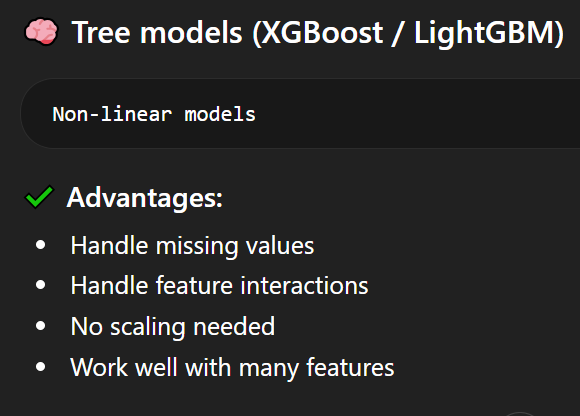 🧠 Tree models (XGBoost / LightGBM)
Non-linear models
✔ Advantages:
• Handle missing values
• Handle feature interactions
• No scaling needed
• Work well with many features